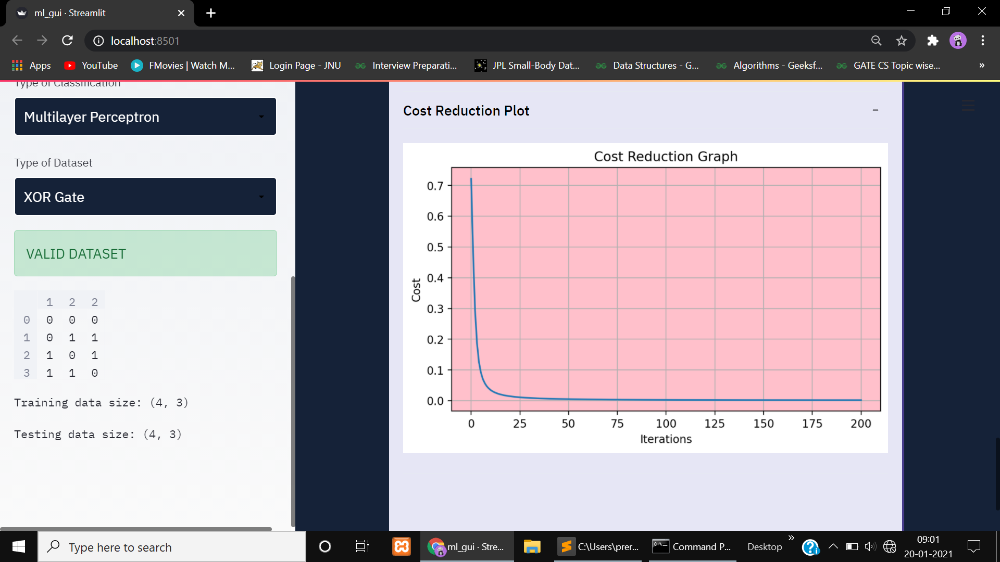 ml_gui · Streamlit
localhost:8501
Apps
YouTube
FMovies | Watch M...
Login Page - JNU
Interview Preparati...
JPL Small-Body Dat...
Data Structures - G...
Algorithms - Geeksf...
GATE CS Topic wise...
»
Type of Classification
Multilayer Perceptron
Type of Dataset
XOR Gate
VALID DATASET
1 2 2
0 0 0 0
1 0 1 1
2 1 0 1
3 1 1 0
Training data size: (4, 3)
Testing data size: (4, 3)
Cost Reduction Plot
Cost Reduction Graph
0.7
0.6
0.5
0.4
0.3
0.2
0.1
0.0
Cost
0 25 50 75 100 125 150 175 200
Iterations
Type here to search
ml_gui · Stre...
C:\Users\prer...
Command P...
Desktop
»
09:01
20-01-2021